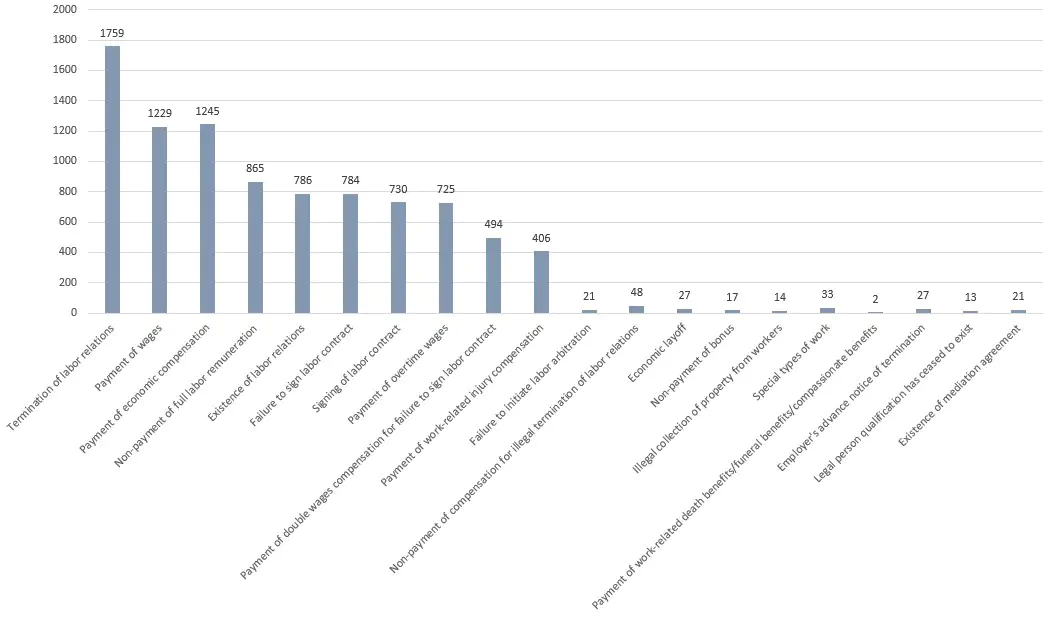 2000
1800
1600
1400
1200
1000
800
600
400
200
0
1759
1229
1245
865
786
784
730
725
494
406
21
48
27
17
14
33
2
27
13
21
Termination of labor relations
Payment of wages
Payment of economic compensation
Non-payment of full labor remuneration
Existence of labor relations
Failure to sign labor contract
Signing of labor contract
Payment of overtime wages
Payment of double wages compensation for failure to sign labor contract
Payment of work-related injury compensation
Failure to initiate labor arbitration
Non-payment of compensation for illegal termination of labor relations
Economic layoff
Non-payment of bonus
Illegal collection of property from workers
Special types of work
Payment of work-related death benefits/funeral benefits/compassionate benefits
Employer's advance notice of termination
Legal person qualification has ceased to exist
Existence of mediation agreement